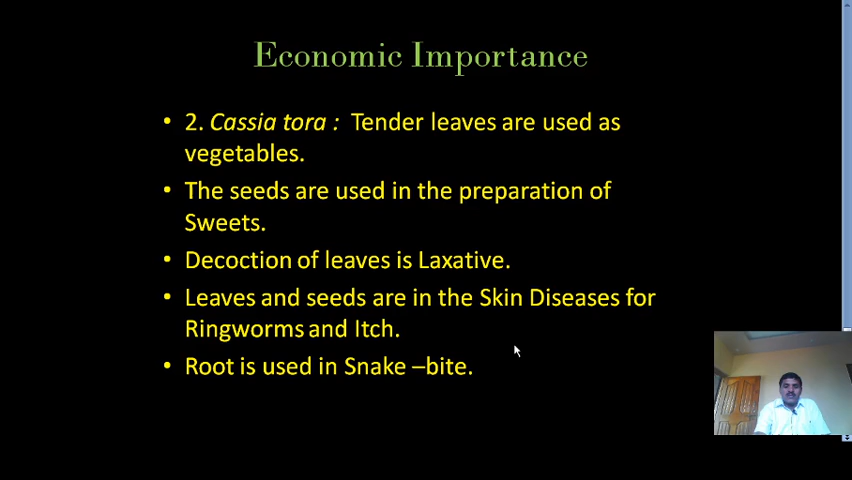 Economic Importance
• 2. Cassia tora : Tender leaves are used as
vegetables.
• The seeds are used in the preparation of
Sweets.
• Decoction of leaves is Laxative.
• Leaves and seeds are in the Skin Diseases for
Ringworms and Itch.
• Root is used in Snake –bite.